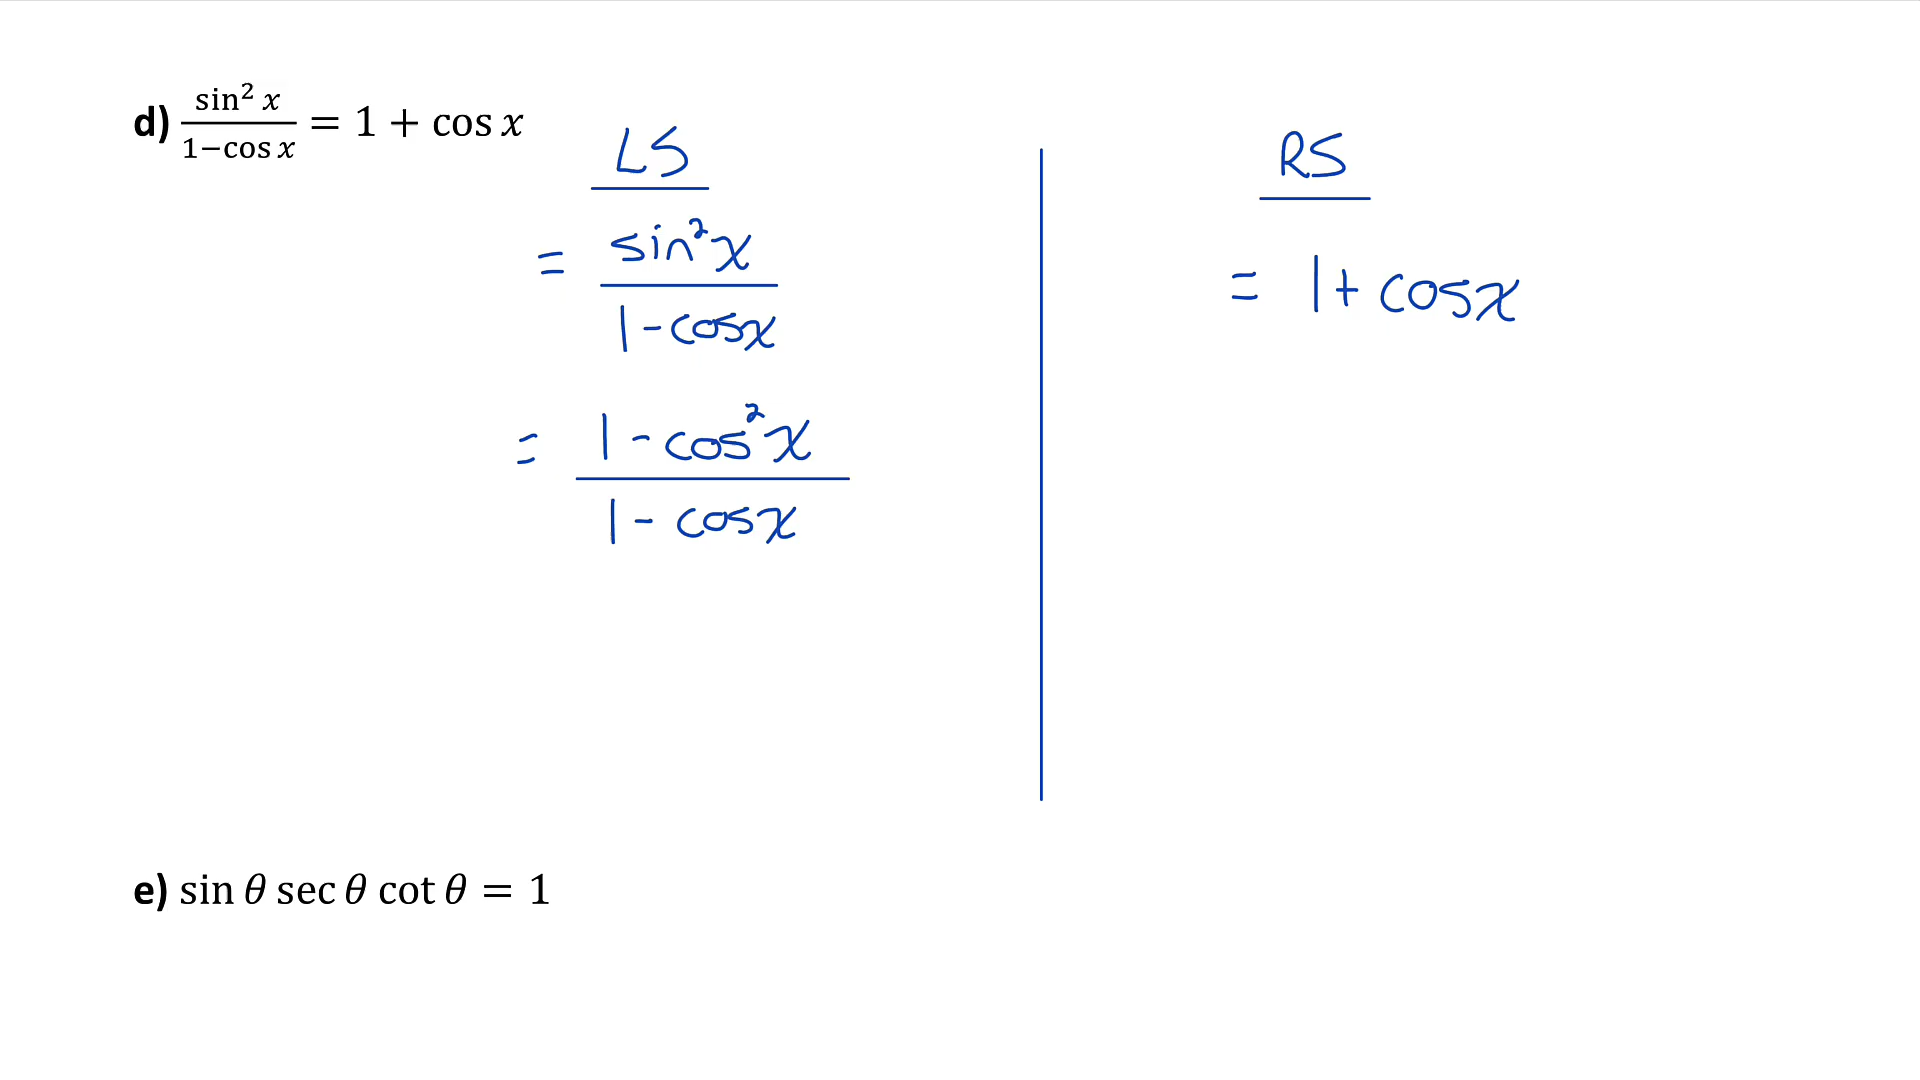 d) sin² x / 1−cos x = 1 + cos x
LS
= sin²x / 1 - cosx
= 1 - cos²x / 1 - cosx
RS
= 1 + cosx
e) sin θ sec θ cot θ = 1